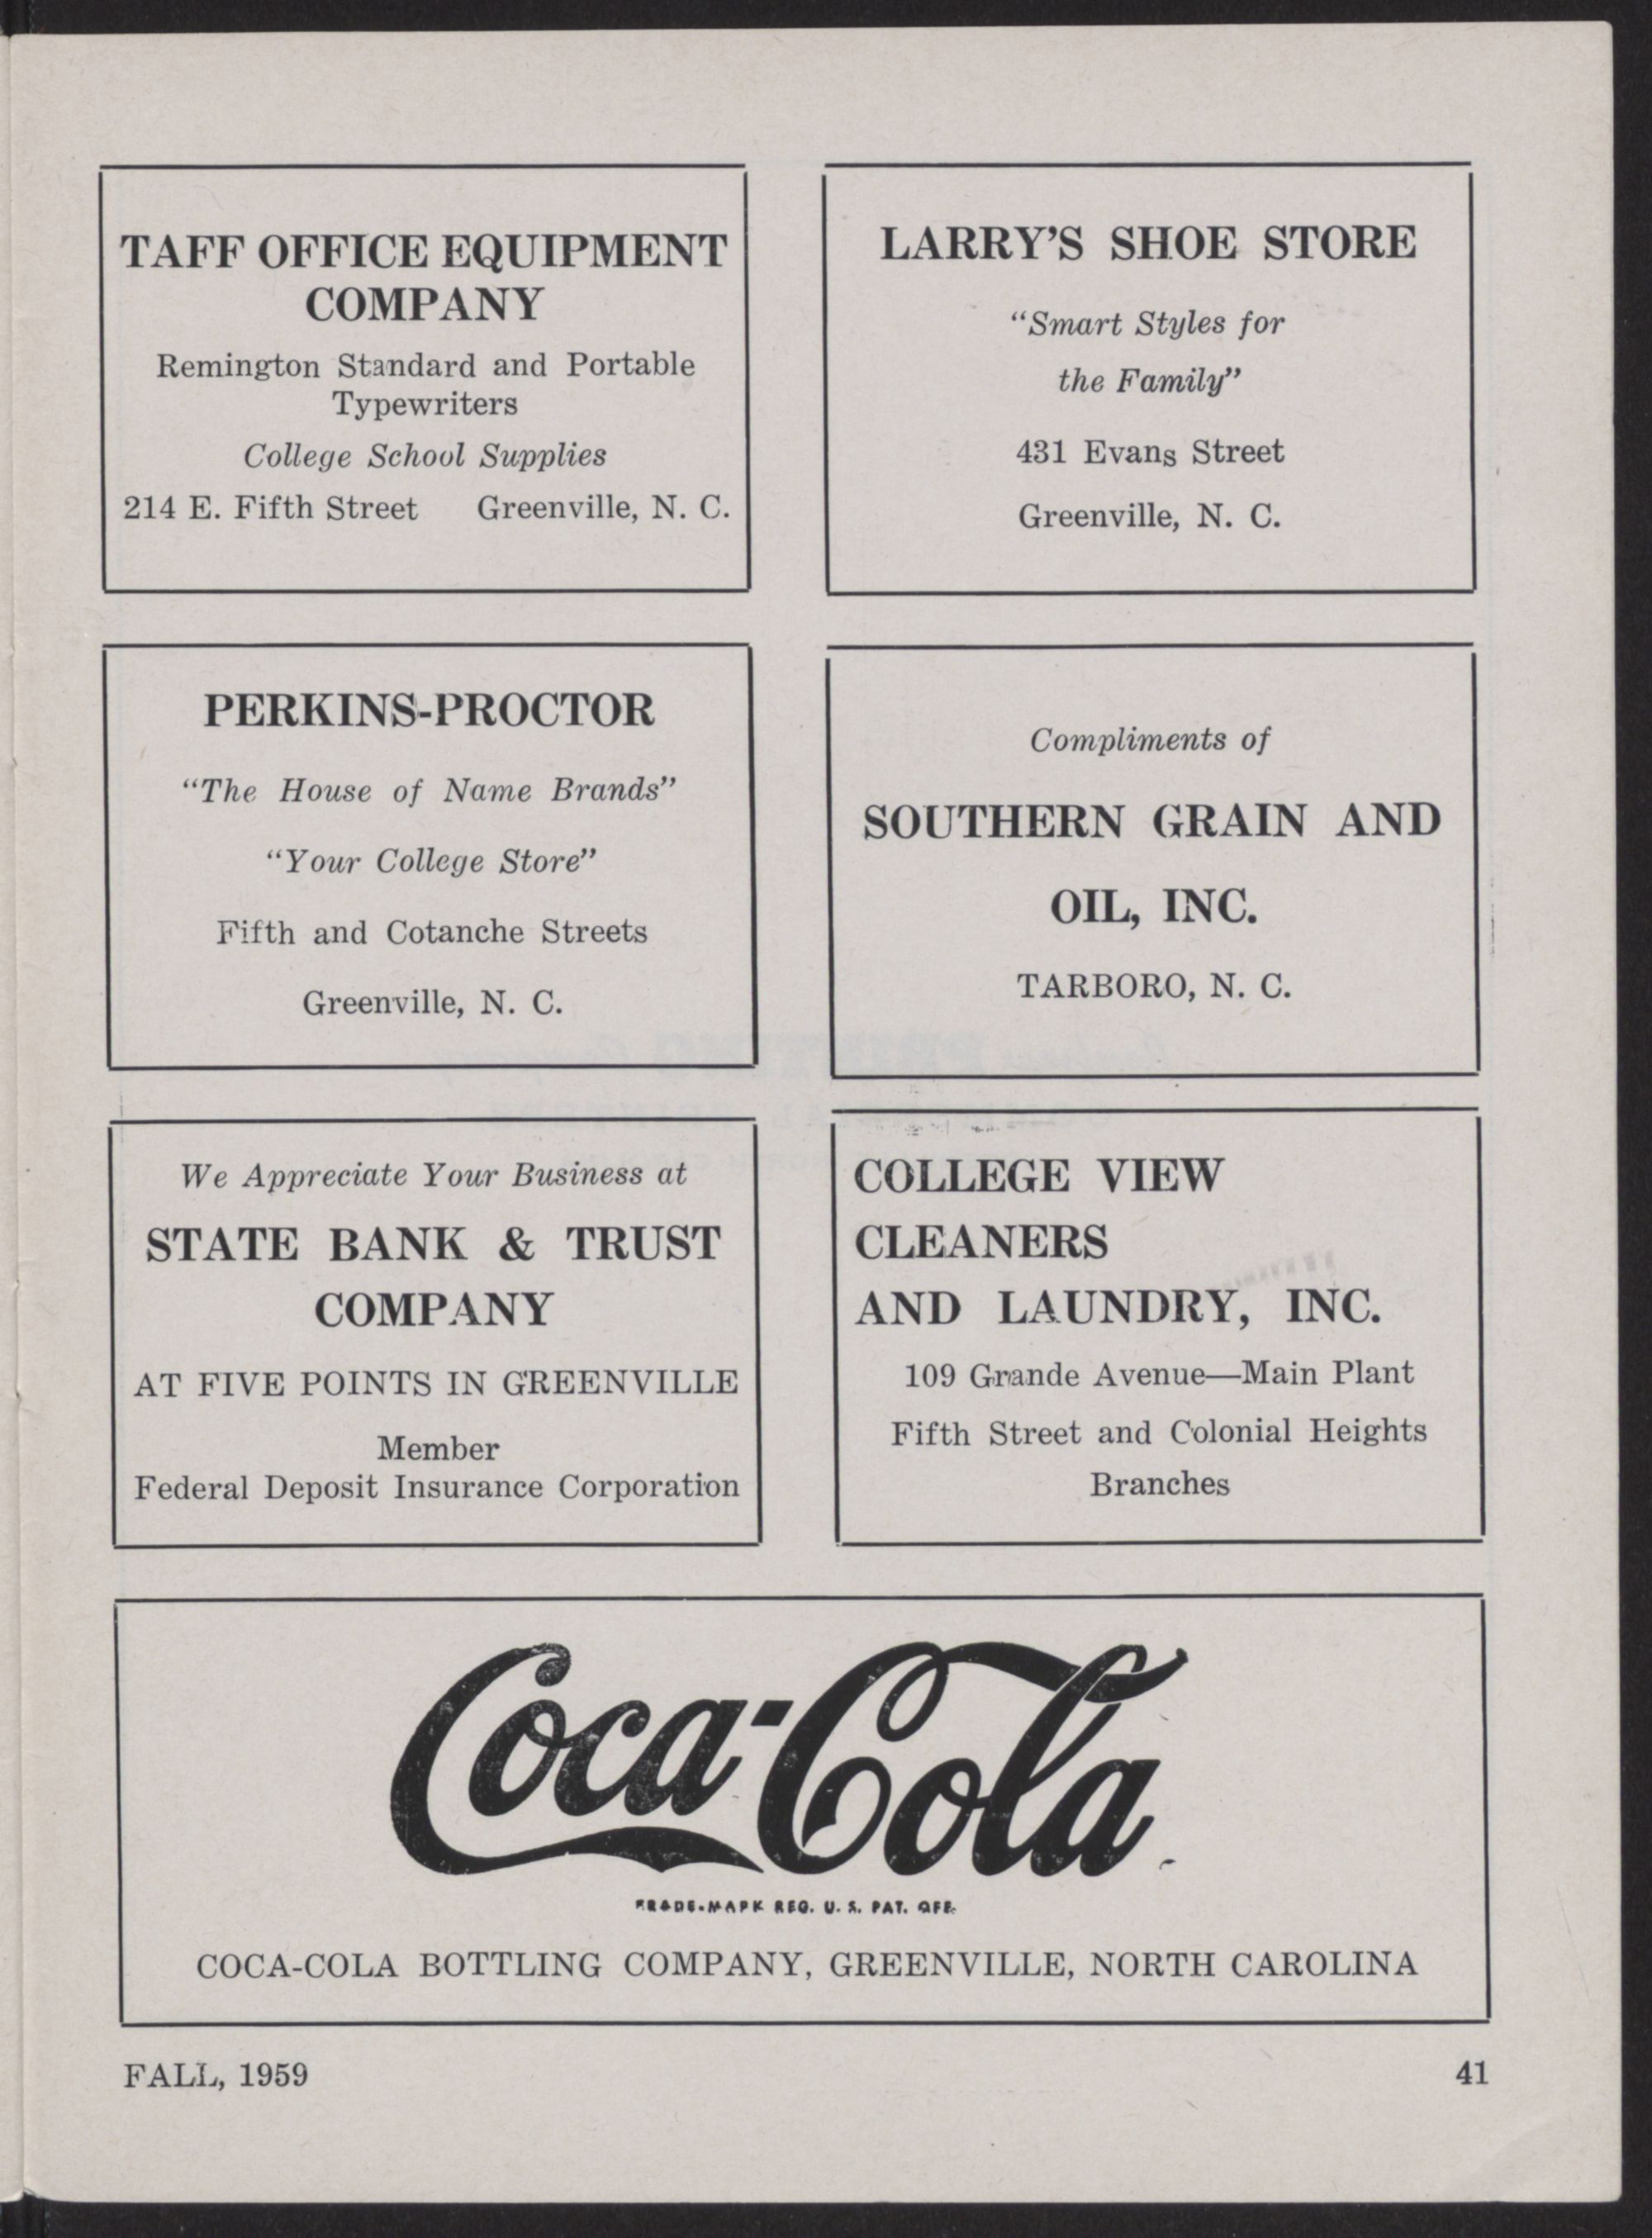 TAFF OFFICE EQUIPMENT
COMPANY
Remington Standard and Portable
Typewriters
College School Supplies
214 E. Fifth Street Greenville, N. C.
LARRY'S SHOE STORE
"Smart Styles for
the Family"
431 Evans Street
Greenville, N. C.
PERKINS-PROCTOR
"The House of Name Brands"
"Your College Store"
Fifth and Cotanche Streets
Greenville, N. C.
Compliments of
SOUTHERN GRAIN AND
OIL, INC.
TARBORO, N. C.
We Appreciate Your Business at
STATE BANK & TRUST
COMPANY
AT FIVE POINTS IN GREENVILLE
Member
Federal Deposit Insurance Corporation
COLLEGE VIEW
CLEANERS
AND LAUNDRY, INC.
109 Grande Avenue—Main Plant
Fifth Street and Colonial Heights
Branches
Coca-Cola
TRADE-MARK REG. U. S. PAT. OFF.
COCA-COLA BOTTLING COMPANY, GREENVILLE, NORTH CAROLINA
FALL, 1959
41